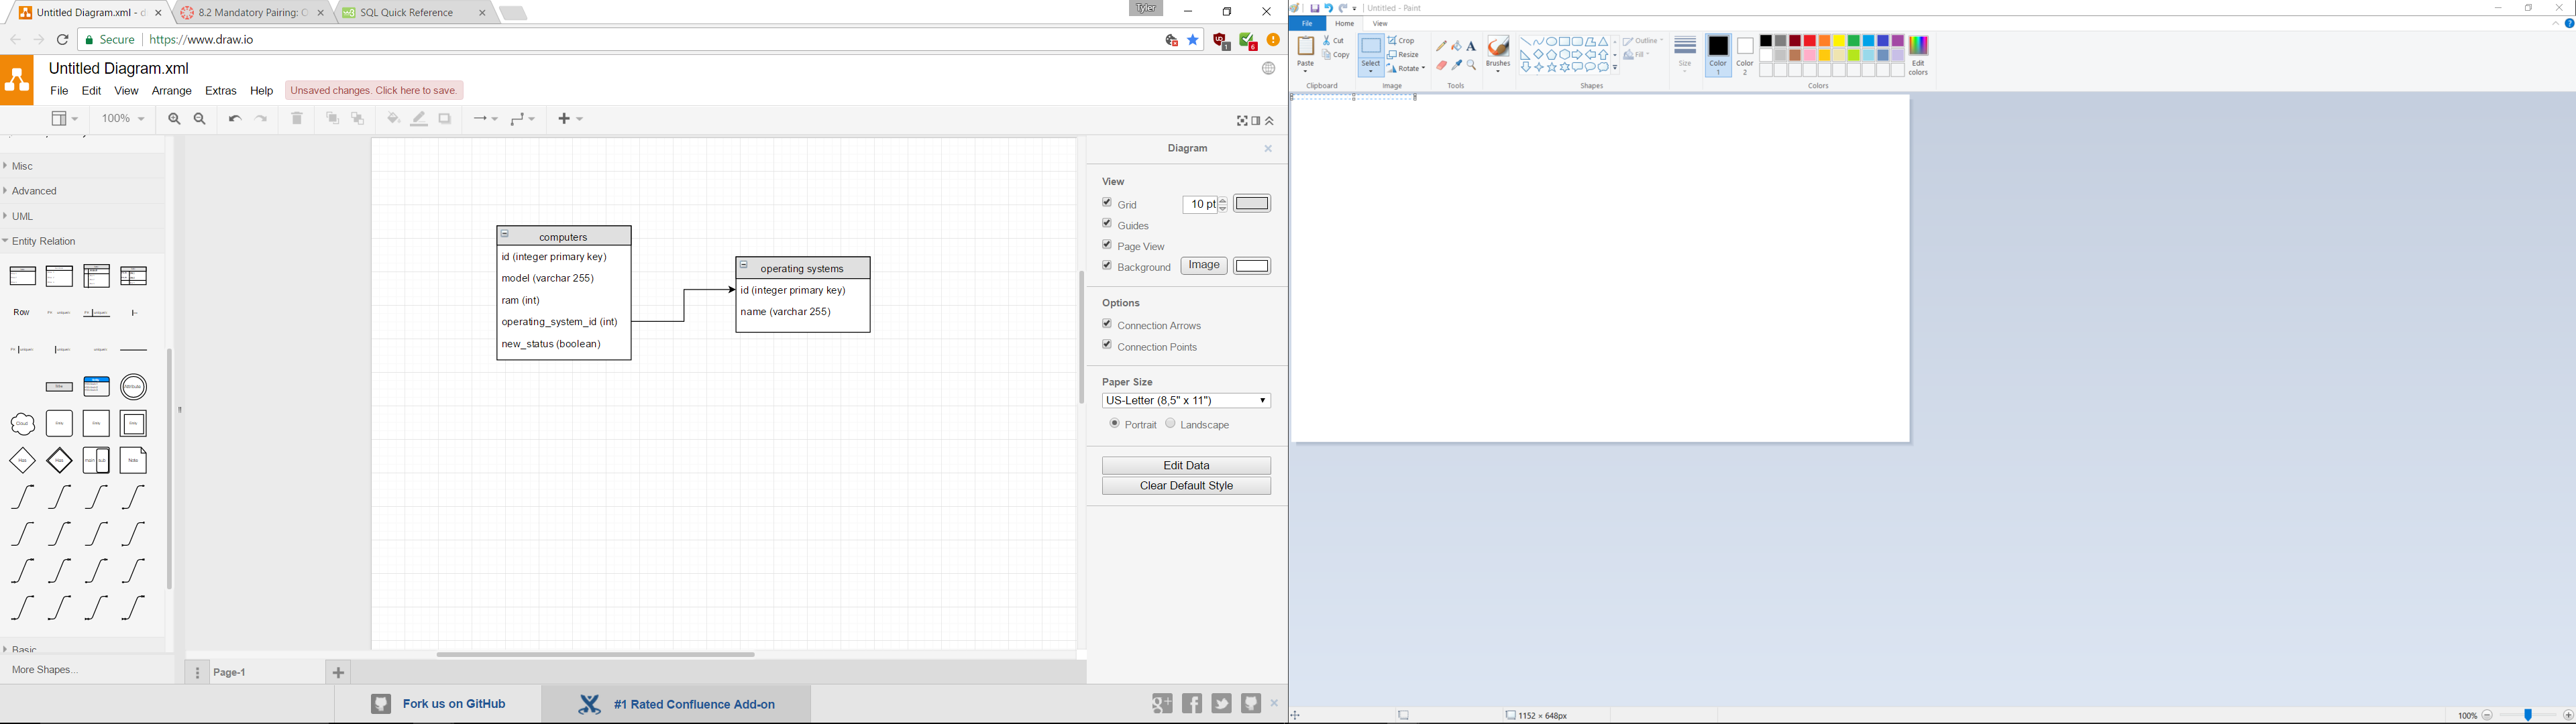 Untitled Diagram.xml - d
8.2 Mandatory Pairing: C
SQL Quick Reference
Tyler
Secure
https://www.draw.io
Untitled Diagram.xml
File Edit View Arrange Extras Help
Unsaved changes. Click here to save.
100%
Misc
Advanced
UML
Entity Relation
Row
Cloud
Note
Basic
More Shapes...
computers
id (integer primary key)
model (varchar 255)
ram (int)
operating_system_id (int)
new_status (boolean)
operating systems
id (integer primary key)
name (varchar 255)
Page-1
Diagram
View
Grid
10 pt
Guides
Page View
Background
Image
Options
Connection Arrows
Connection Points
Paper Size
US-Letter (8,5" x 11")
Portrait
Landscape
Edit Data
Clear Default Style
Fork us on GitHub
#1 Rated Confluence Add-on
Untitled - Paint
File Home View
Paste
Cut
Copy
Clipboard
Select
Crop
Resize
Rotate
Image
A
Tools
Brushes
Outline
Fill
Shapes
Size
Color
1
Color
2
Edit
colors
Colors
1152 × 648px
100%